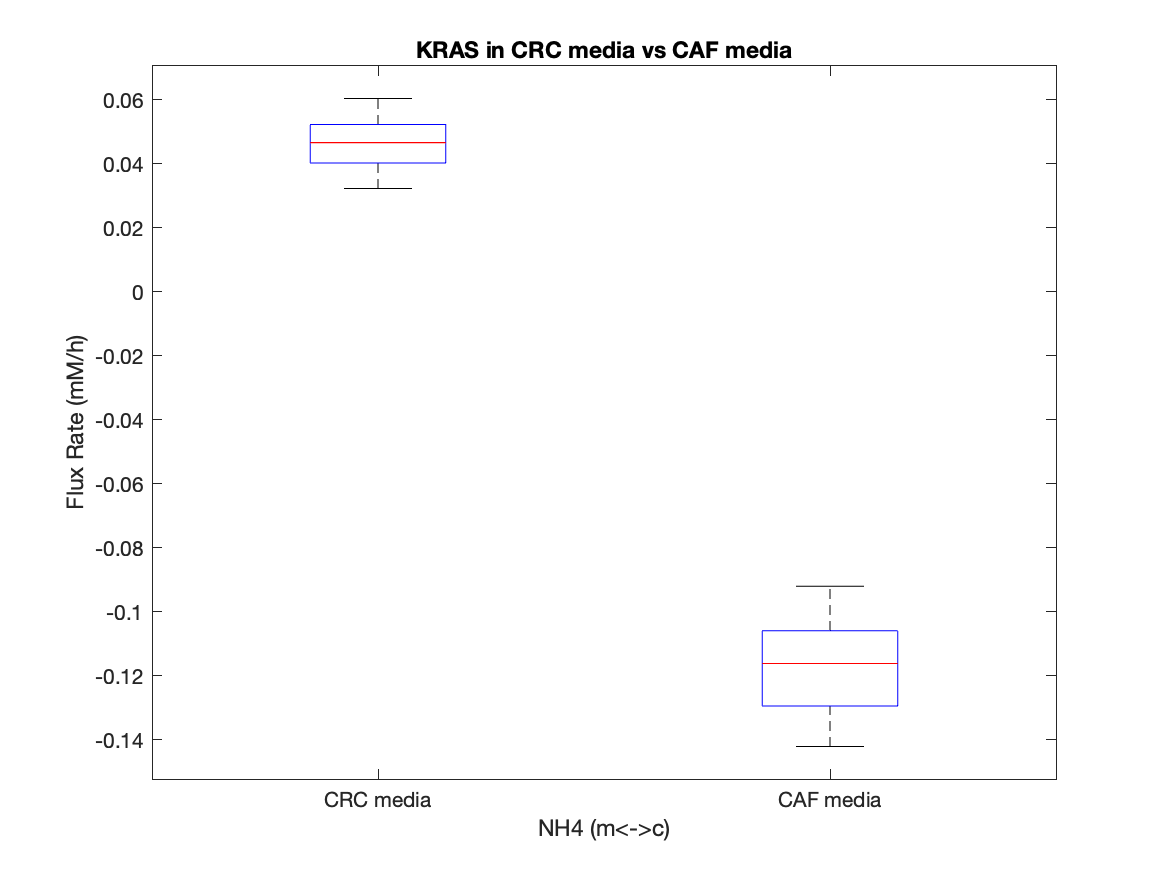 KRAS in CRC media vs CAF media
0.06
0.04
0.02
0
-0.02
-0.04
-0.06
-0.08
-0.1
-0.12
-0.14
Flux Rate (mM/h)
CRC media
CAF media
NH4 (m<->c)